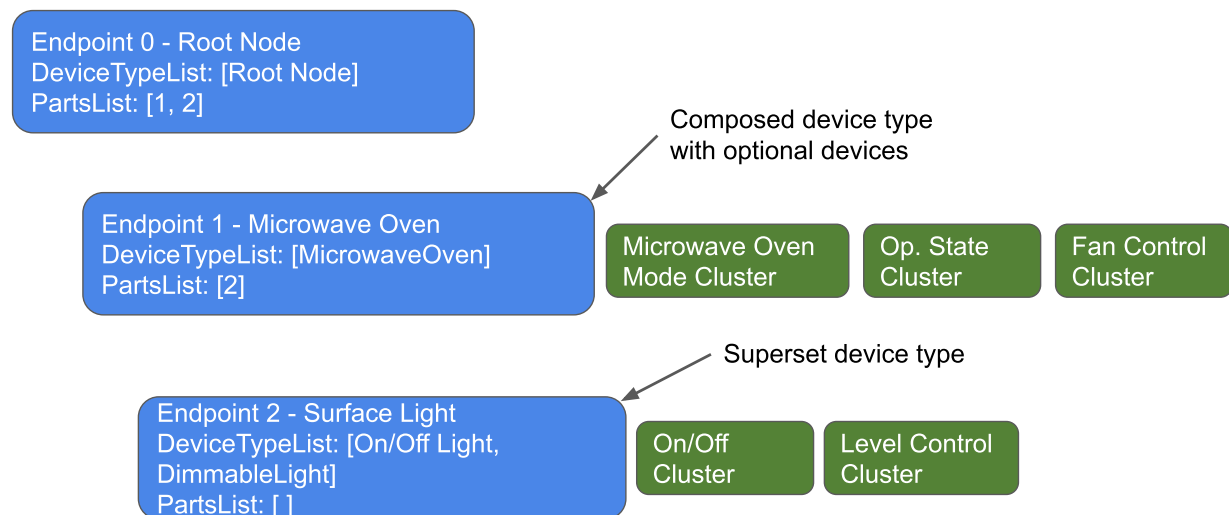 Endpoint 0 - Root Node
DeviceTypeList: [Root Node]
PartsList: [1, 2]
Composed device type
with optional devices
Endpoint 1 - Microwave Oven
DeviceTypeList: [MicrowaveOven]
PartsList: [2]
Microwave Oven
Mode Cluster
Op. State
Cluster
Fan Control
Cluster
Superset device type
Endpoint 2 - Surface Light
DeviceTypeList: [On/Off Light,
DimmableLight]
PartsList: [ ]
On/Off
Cluster
Level Control
Cluster